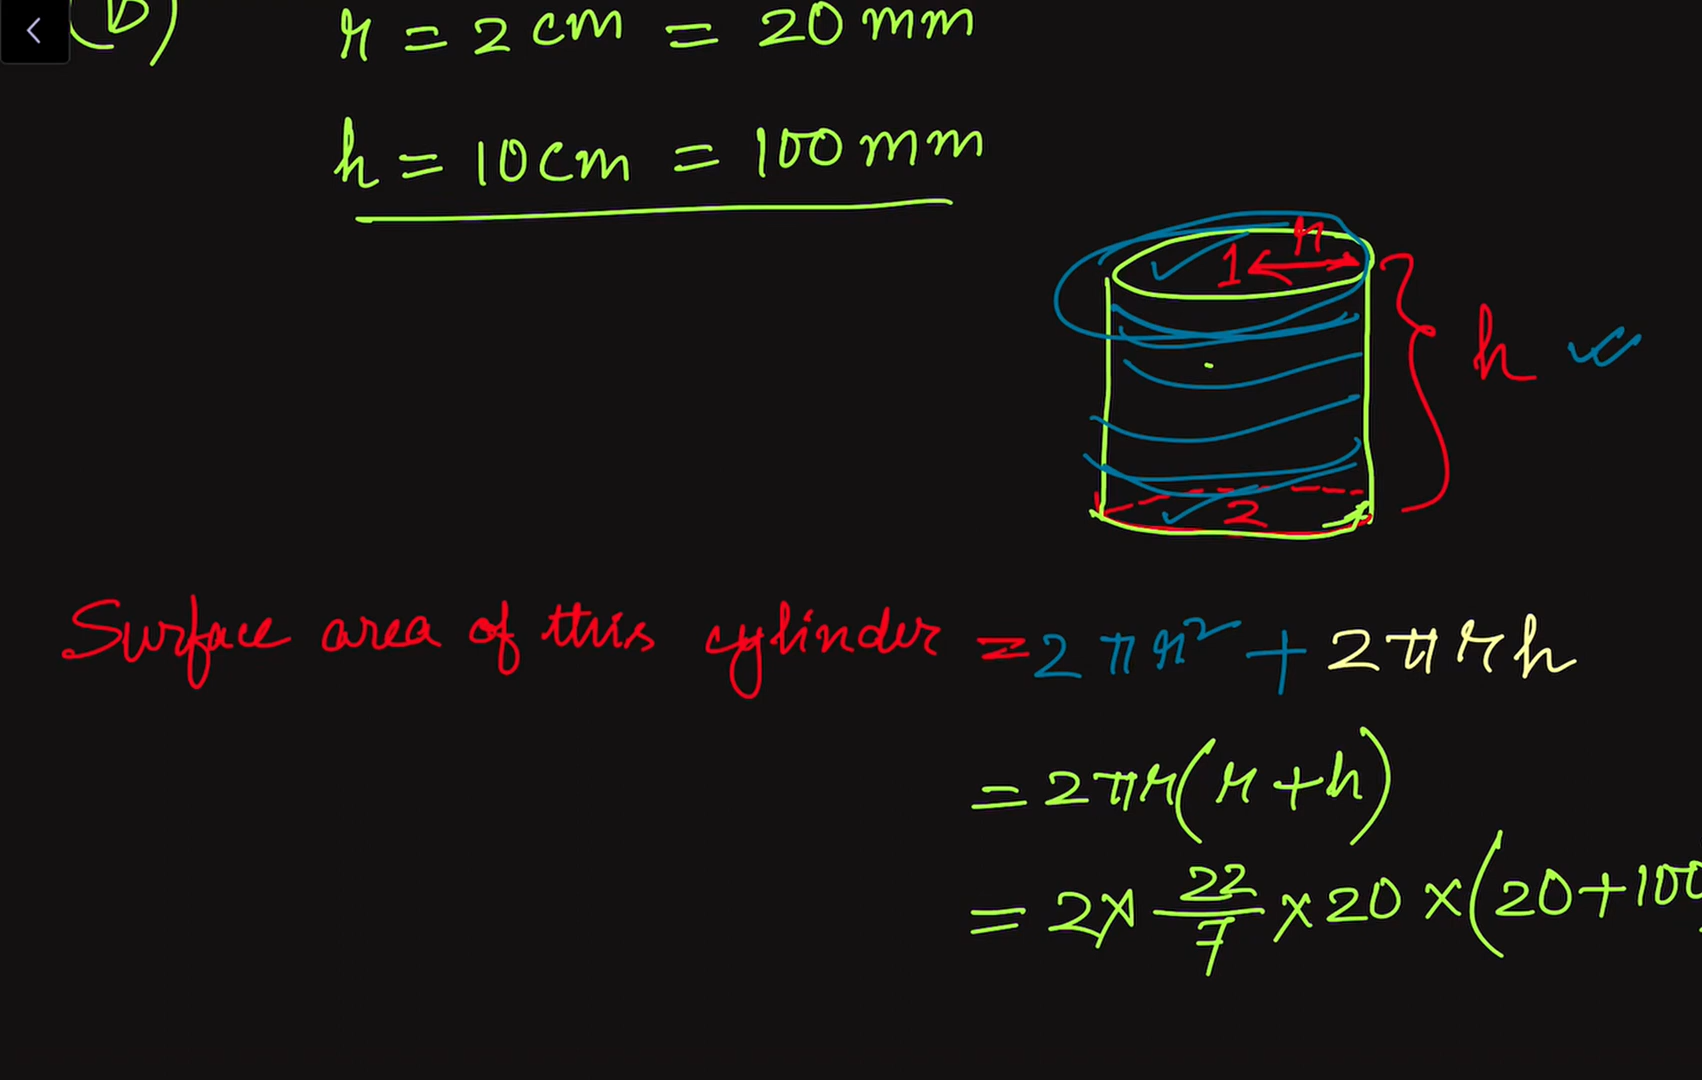 (b) r = 2 cm = 20 mm
h = 10 cm = 100 mm
r
1
h
2
Surface area of this cylinder = 2πr² + 2πrh
= 2πr(r + h)
= 2 × 22/7 × 20 × (20 + 100